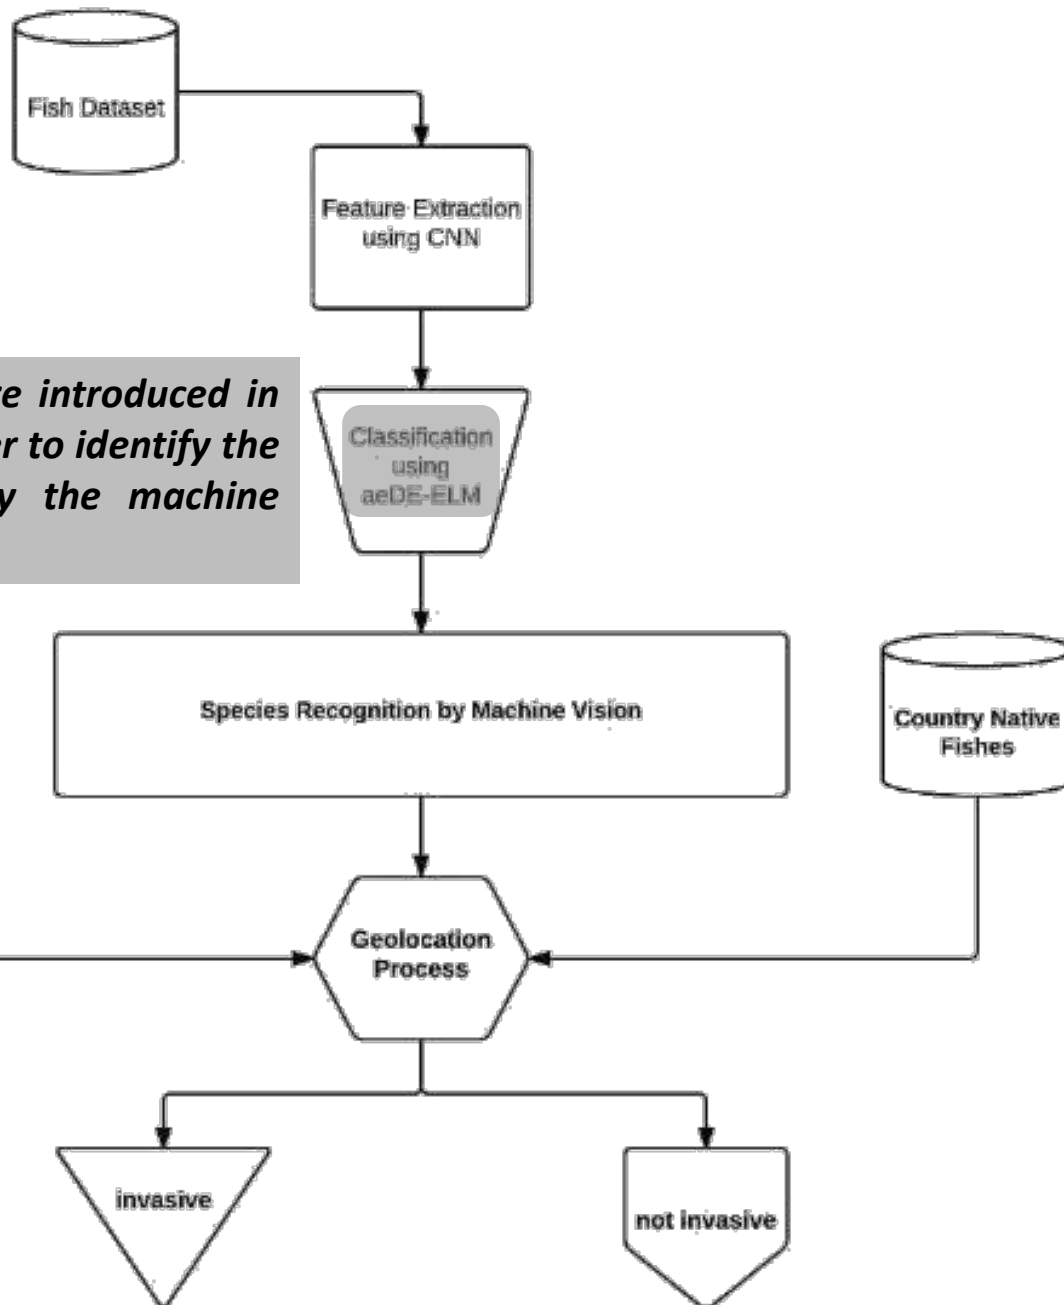 Fish Dataset
Feature Extraction
using CNN
introduced in
to identify the
the machine
Classification
using
aeDE-ELM
Species Recognition by Machine Vision
Country Native
Fishes
Geolocation
Process
invasive
not invasive